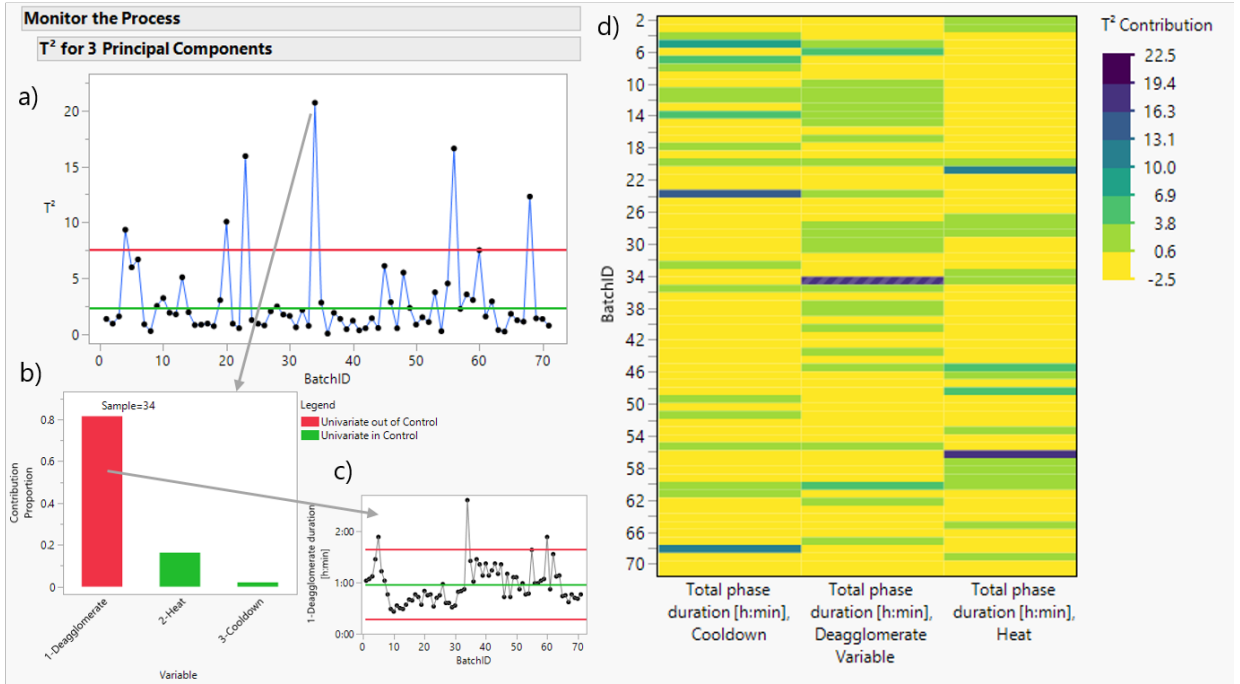 Monitor the Process
T² for 3 Principal Components
a)
T²
20
15
10
5
0
0 10 20 30 40 50 60 70
BatchID
b)
Sample=34
Contribution
Proportion
0.8
0.6
0.4
0.2
0
1-Deagglomerate
2-Heat
3-Cooldown
Variable
Legend
Univariate out of Control
Univariate in Control
c)
1-Deagglomerate duration
[h:min]
2:00
1:00
0:00
0 10 20 30 40 50 60 70
BatchID
d)
BatchID
2
6
10
14
18
22
26
30
34
38
42
46
50
54
58
62
66
70
Total phase
duration [h:min],
Cooldown
Total phase
duration [h:min],
Deagglomerate
Variable
Total phase
duration [h:min],
Heat
T² Contribution
22.5
19.4
16.3
13.1
10.0
6.9
3.8
0.6
-2.5